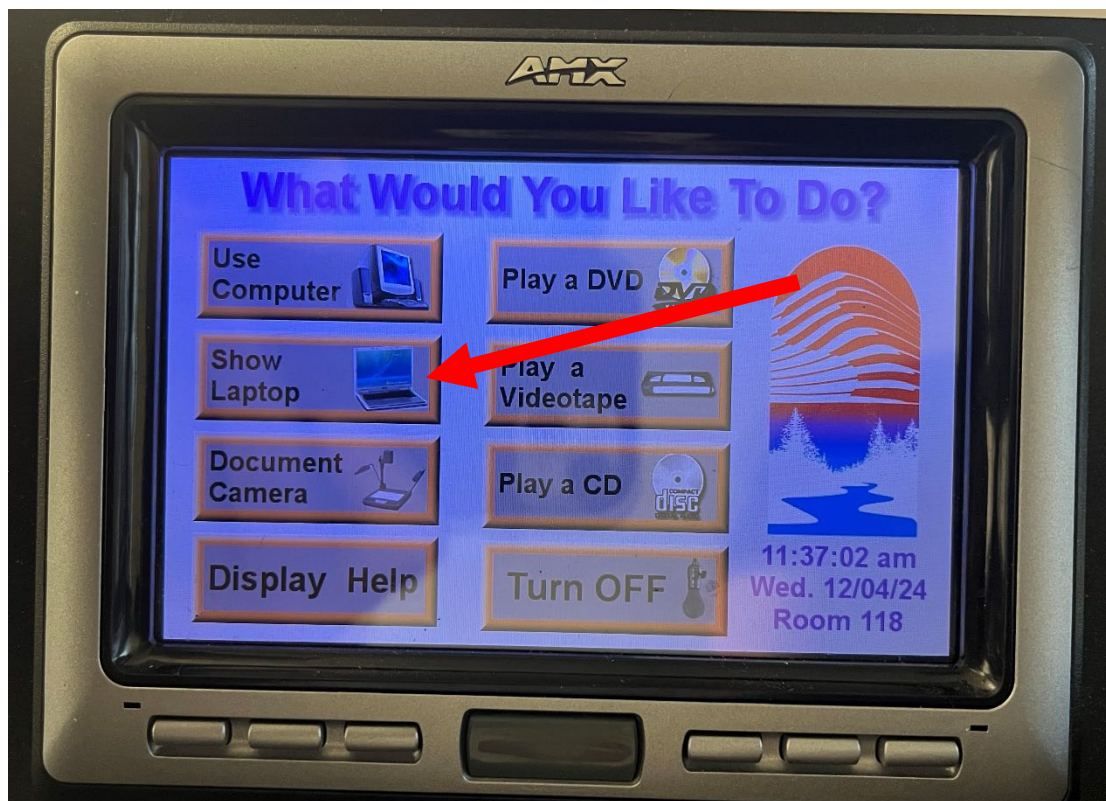 AMX
What Would You Like To Do?
Use
Computer
Play a DVD
DVD
Show
Laptop
Play a
Videotape
Document
Camera
Play a CD
COMPACT
disc
Display Help
Turn OFF
11:37:02 am
Wed. 12/04/24
Room 118